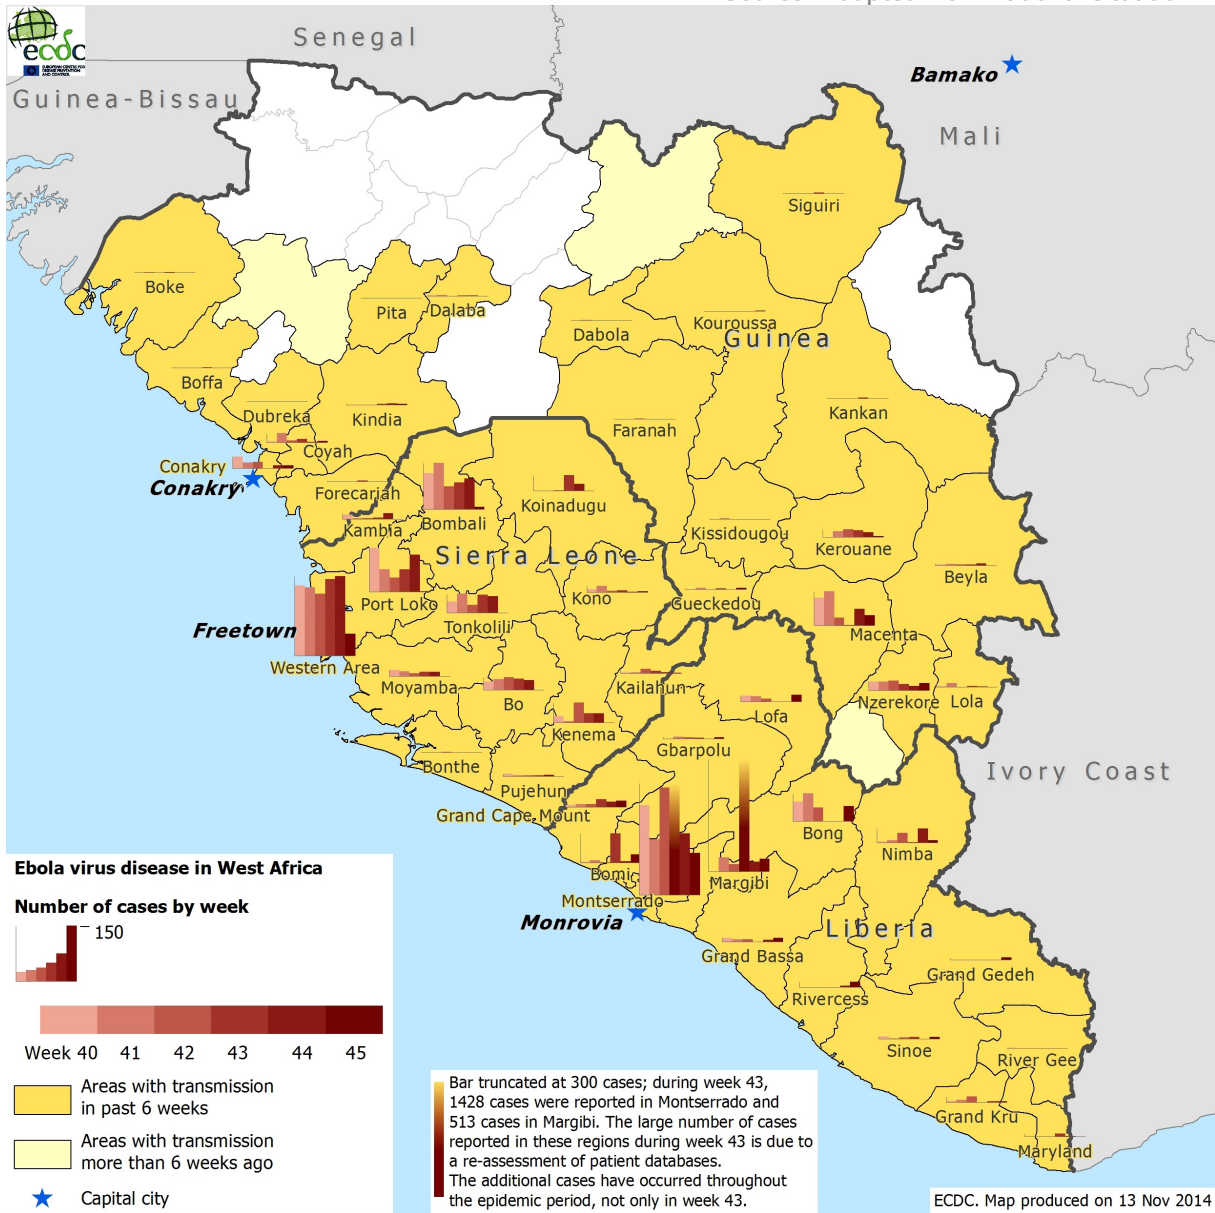 Senegal
Bamako
Guinea-Bissau
Mali
ecdc
EUROPEAN CENTRE FOR
DISEASE PREVENTION
AND CONTROL
Siguiri
Boke
Pita
Dalaba
Dabola
Kouroussa
Guinea
Boffa
Dubreka
Kindia
Kankan
Faranah
Coyah
Conakry
Conakry
Forecariah
Koinadugu
Kambia
Bombali
Kissidougou
Kerouane
Sierra Leone
Beyla
Port Loko
Kono
Gueckedou
Tonkolili
Macenta
Freetown
Western Area
Moyamba
Kailahun
Bo
Nzerekore
Lola
Lofa
Kenema
Gbarpolu
Bonthe
Ivory Coast
Pujehun
Grand Cape Mount
Bong
Nimba
Bomi
Margibi
Montserrado
Monrovia
Liberia
Grand Bassa
Grand Gedeh
Rivercess
Sinoe
River Gee
Grand Kru
Maryland
Ebola virus disease in West Africa
Number of cases by week
150
Week 40 41 42 43 44 45
Areas with transmission
in past 6 weeks
Areas with transmission
more than 6 weeks ago
Capital city
Bar truncated at 300 cases; during week 43,
1428 cases were reported in Montserrado and
513 cases in Margibi. The large number of cases
reported in these regions during week 43 is due to
a re-assessment of patient databases.
The additional cases have occurred throughout
the epidemic period, not only in week 43.
ECDC. Map produced on 13 Nov 2014